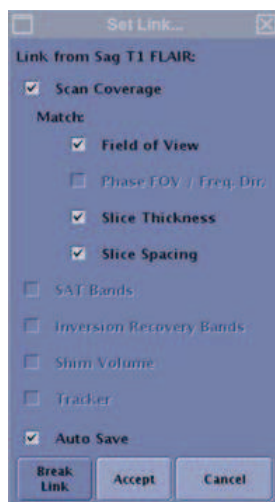 Set Link...
Link from Sag T1 FLAIR:
Scan Coverage
Match:
Field of View
Phase FOV / Freq. Dir.
Slice Thickness
Slice Spacing
SAT Bands
Inversion Recovery Bands
Shim Volume
Tracker
Auto Save
Break Link
Accept
Cancel